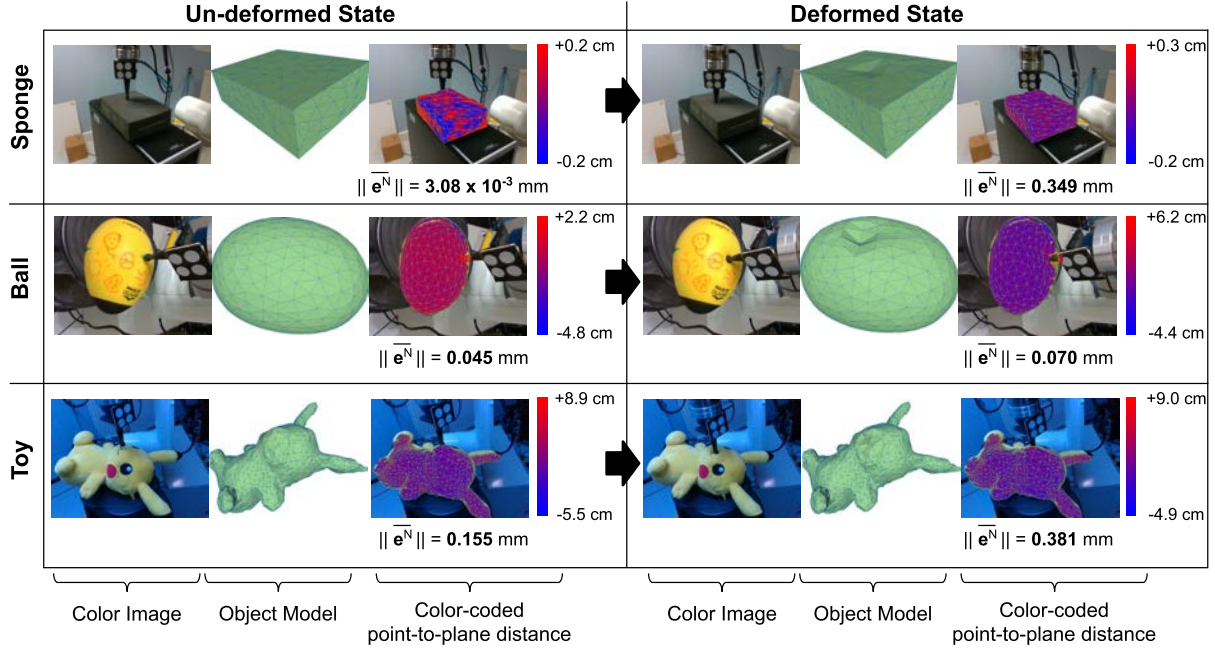 Un-deformed State
Deformed State
Sponge
+0.2 cm
-0.2 cm
|| e̅ᴺ || = 3.08 x 10⁻³ mm
+0.3 cm
-0.2 cm
|| e̅ᴺ || = 0.349 mm
Ball
+2.2 cm
-4.8 cm
|| e̅ᴺ || = 0.045 mm
+6.2 cm
-4.4 cm
|| e̅ᴺ || = 0.070 mm
Toy
+8.9 cm
-5.5 cm
|| e̅ᴺ || = 0.155 mm
+9.0 cm
-4.9 cm
|| e̅ᴺ || = 0.381 mm
Color Image
Object Model
Color-coded
point-to-plane distance
Color Image
Object Model
Color-coded
point-to-plane distance